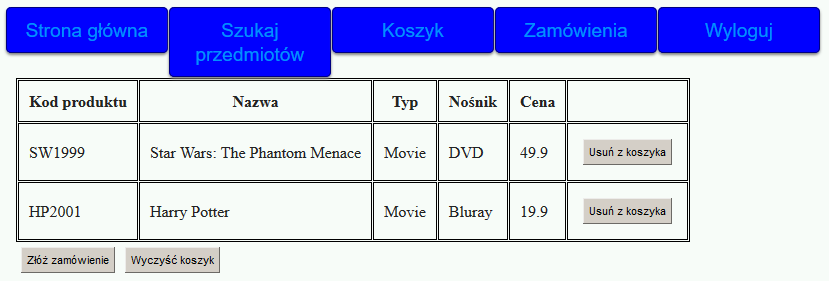 Strona główna Szukaj Koszyk Zamówienia Wyloguj
przedmiotów
Kod produktu Nazwa Typ Nośnik Cena
SW1999 Star Wars: The Phantom Menace Movie DVD 49.9 Usuń z koszyka
HP2001 Harry Potter Movie Bluray 19.9 Usuń z koszyka
Złóż zamówienie Wyczyść koszyk